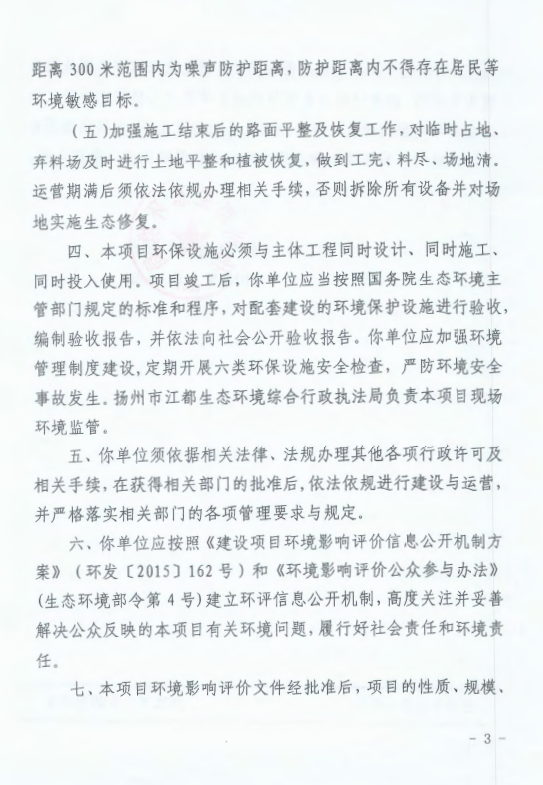 距离 300 米范围内为噪声防护距离,防护距离内不得存在居民等
环境敏感目标。
(五)加强施工结束后的路面平整及恢复工作,对临时占地、
弃料场及时进行土地平整和植被恢复,做到工完、料尽、场地清。
运营期满后须依法依规办理相关手续,否则拆除所有设备并对场
地实施生态修复。
四、本项目环保设施必须与主体工程同时设计、同时施工、
同时投入使用。项目竣工后,你单位应当按照国务院生态环境主
管部门规定的标准和程序,对配套建设的环境保护设施进行验收,
编制验收报告,并依法向社会公开验收报告。你单位应加强环境
管理制度建设,定期开展六类环保设施安全检查,严防环境安全
事故发生。扬州市江都生态环境综合行政执法局负责本项目现场
环境监管。
五、你单位须依据相关法律、法规办理其他各项行政许可及
相关手续,在获得相关部门的批准后,依法依规进行建设与运营,
并严格落实相关部门的各项管理要求与规定。
六、你单位应按照《建设项目环境影响评价信息公开机制方
案》(环发〔2015〕162 号)和《环境影响评价公众参与办法》
(生态环境部令第 4 号)建立环评信息公开机制,高度关注并妥善
解决公众反映的本项目有关环境问题,履行好社会责任和环境责
任。
七、本项目环境影响评价文件经批准后,项目的性质、规模、
- 3 -